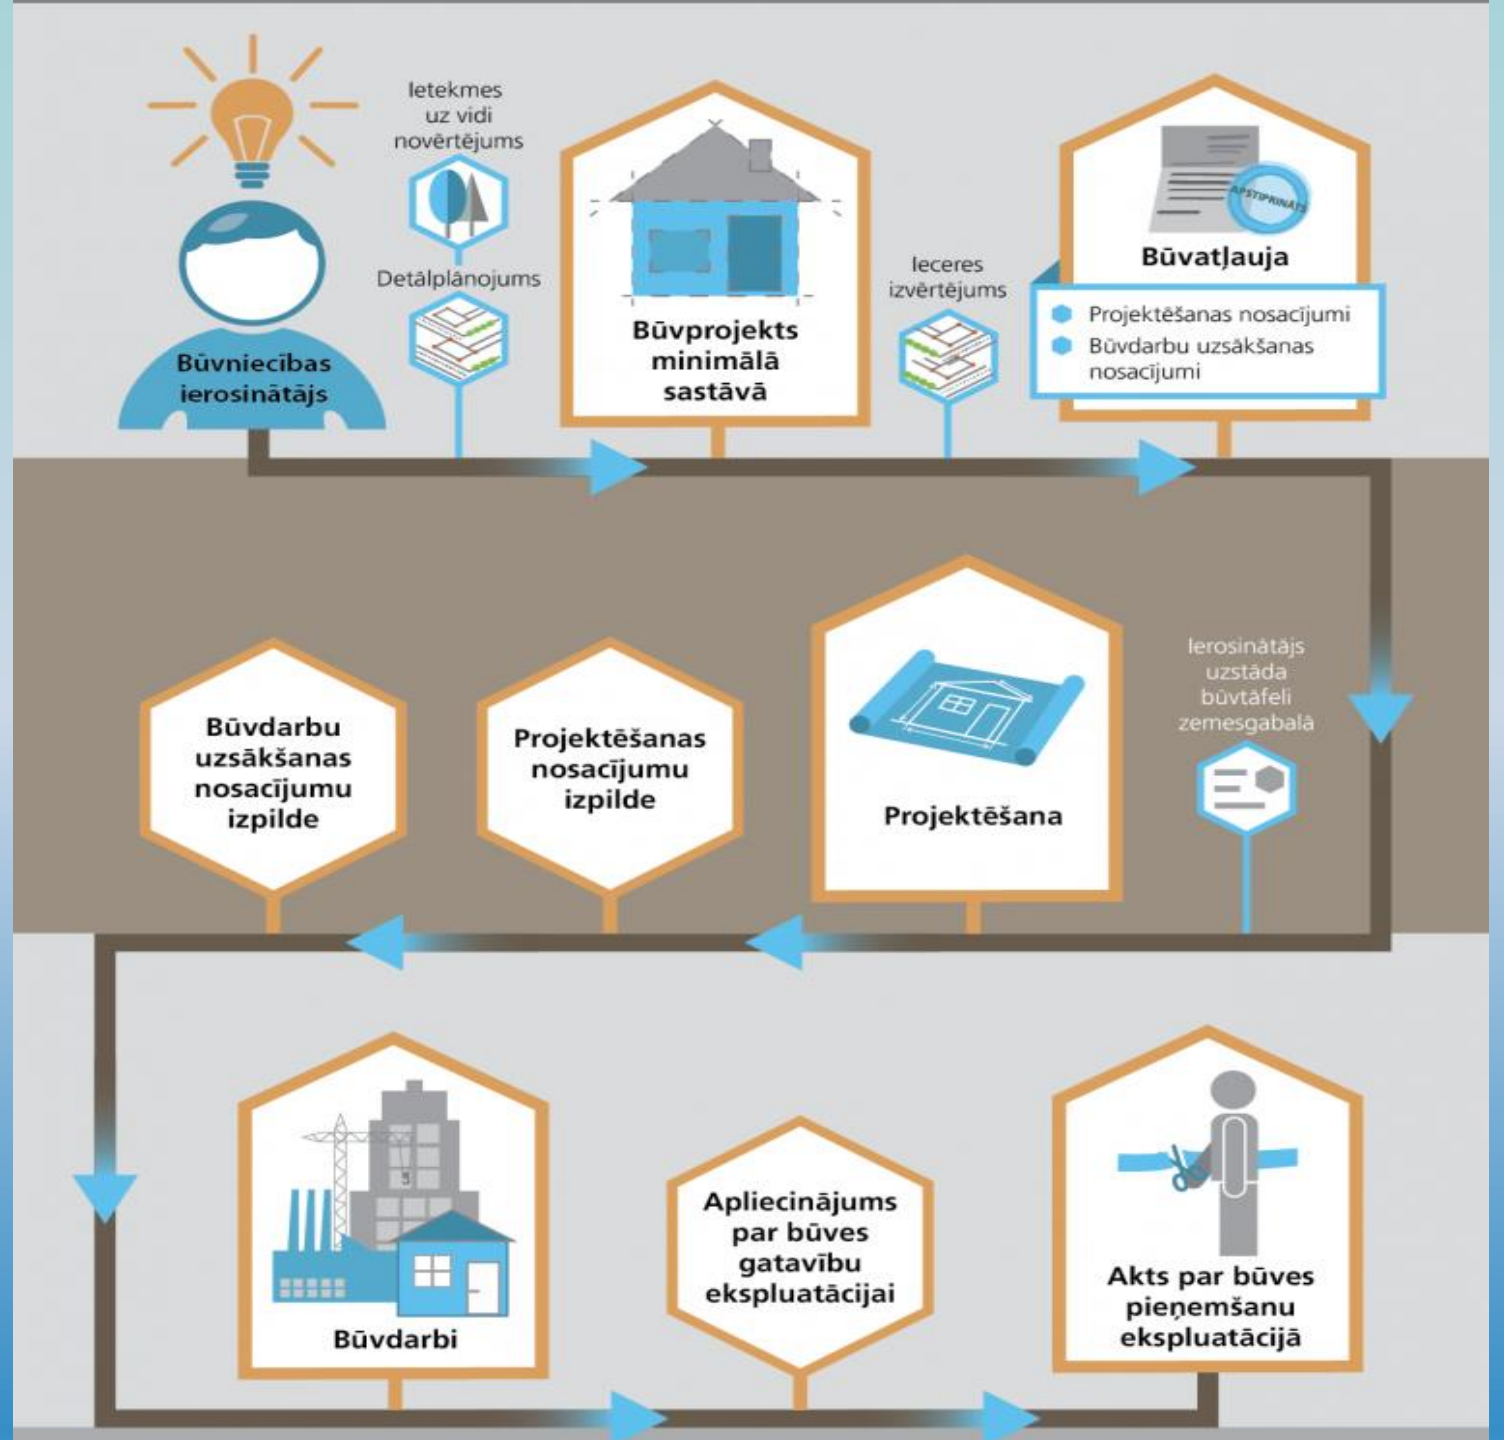 Ietekmes
uz vidi
novērtējums
Detālplānojums
Būvniecības
ierosinātājs
Būvprojekts
minimālā
sastāvā
Ieceres
izvērtējums
APSTIPRINĀTS
Būvatļauja
Projektēšanas nosacījumi
Būvdarbu uzsākšanas
nosacījumi
Ierosinātājs
uzstāda
būvtāfeli
zemesgabalā
Projektēšana
Projektēšanas
nosacījumu
izpilde
Būvdarbu
uzsākšanas
nosacījumu
izpilde
Būvdarbi
Apliecinājums
par būves
gatavību
ekspluatācijai
Akts par būves
pieņemšanu
ekspluatācijā